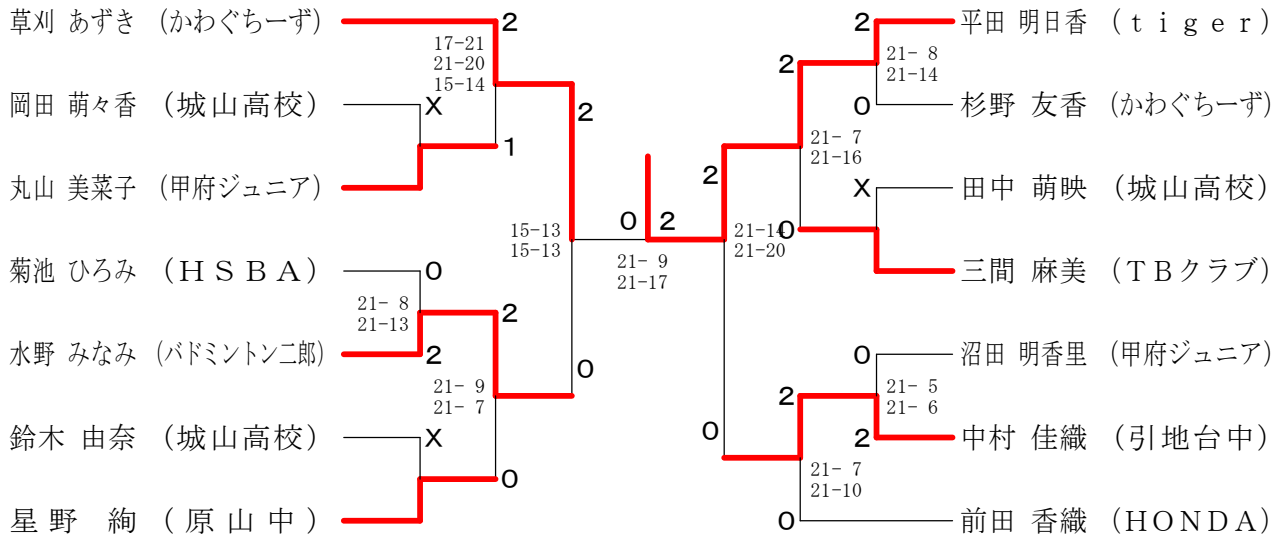 草刈 あずき (かわぐちーず)
2
17-21
21-20
15-14
岡田 萌々香 (城山高校)
X
1
丸山 美菜子 (甲府ジュニア)
2
15-13
15-13
菊池 ひろみ (HSBA)
0
21- 8
21-13
2
水野 みなみ (バドミントン二郎)
2
21- 9
21- 7
0
鈴木 由奈 (城山高校)
X
0
星野 絢 (原山中)
0
2
21- 9
21-17
2
平田 明日香 (tiger)
2
21- 8
21-14
0
杉野 友香 (かわぐちーず)
21- 7
21-16
X
田中 萌映 (城山高校)
2
21-14
21-20
0
三間 麻美 (TBクラブ)
0
沼田 明香里 (甲府ジュニア)
2
21- 5
21- 6
2
中村 佳織 (引地台中)
0
21- 7
21-10
0
前田 香織 (HONDA)